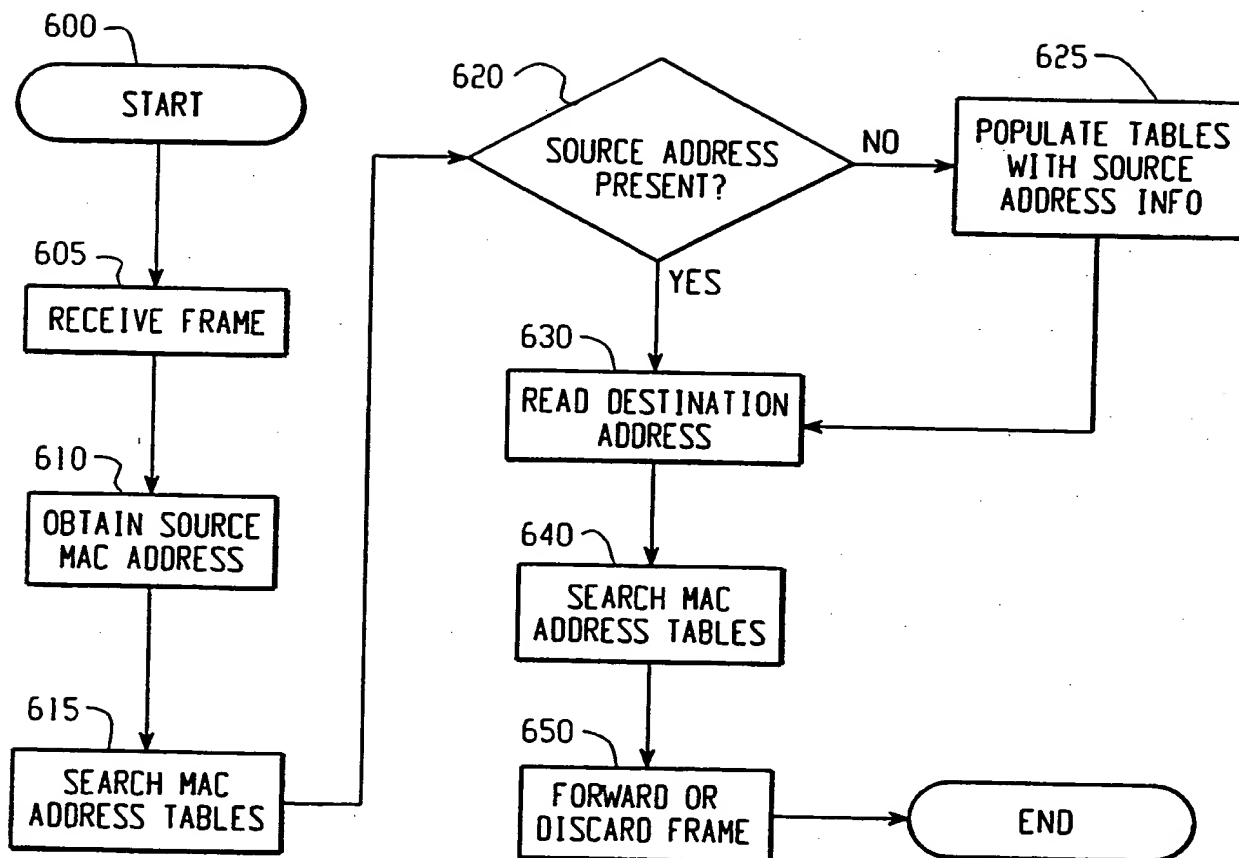 600
START
605
RECEIVE FRAME
610
OBTAIN SOURCE
MAC ADDRESS
615
SEARCH MAC
ADDRESS TABLES
620
SOURCE ADDRESS
PRESENT?
NO
YES
625
POPULATE TABLES
WITH SOURCE
ADDRESS INFO
630
READ DESTINATION
ADDRESS
640
SEARCH MAC
ADDRESS TABLES
650
FORWARD OR
DISCARD FRAME
END